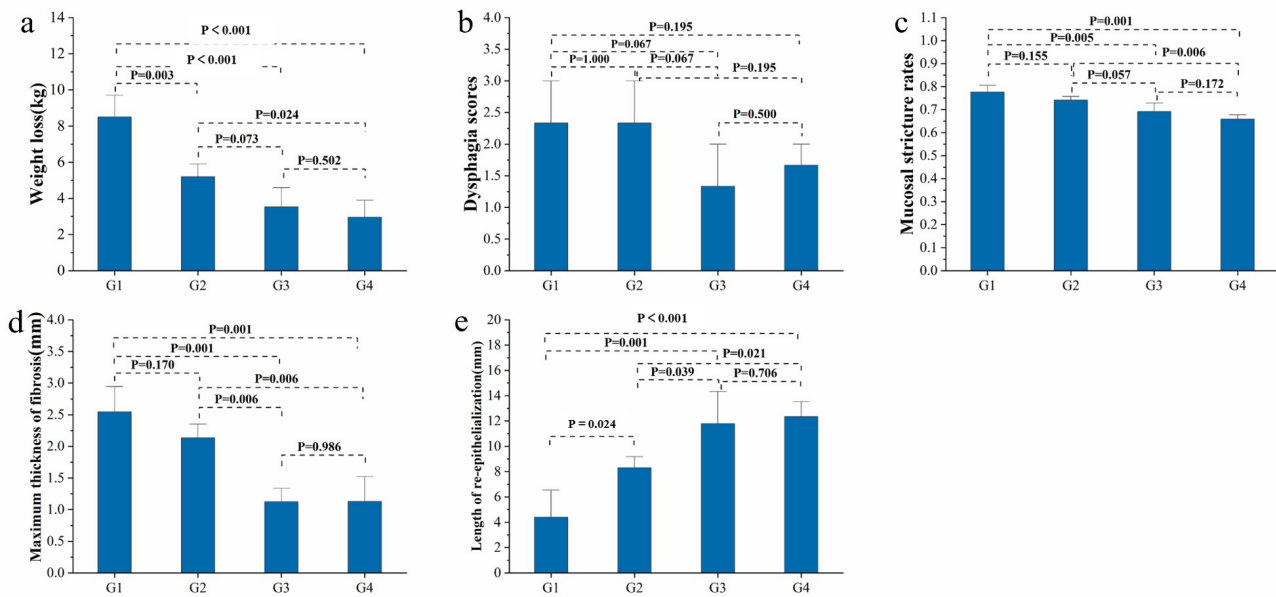 a
Weight loss(kg)
14
12
10
8
6
4
2
0
P<0.001
P<0.001
P=0.003
P=0.024
P=0.073
P=0.502
G1 G2 G3 G4
b
Dysphagia scores
4.0
3.5
3.0
2.5
2.0
1.5
1.0
0.5
0.0
P=0.195
P=0.067
P=1.000 P=0.067
P=0.195
P=0.500
G1 G2 G3 G4
c
Mucosal stricture rates
1.1
1.0
0.9
0.8
0.7
0.6
0.5
0.4
0.3
0.2
0.1
0.0
P=0.001
P=0.005
P=0.006
P=0.155
P=0.057
P=0.172
G1 G2 G3 G4
d
Maximum thickness of fibrosis(mm)
4.0
3.5
3.0
2.5
2.0
1.5
1.0
0.5
0.0
P=0.001
P=0.001
P=0.170
P=0.006
P=0.006
P=0.986
G1 G2 G3 G4
e
Length of re-epithelialization(mm)
20
18
16
14
12
10
8
6
4
2
0
P<0.001
P=0.001
P=0.021
P=0.039 P=0.706
P=0.024
G1 G2 G3 G4